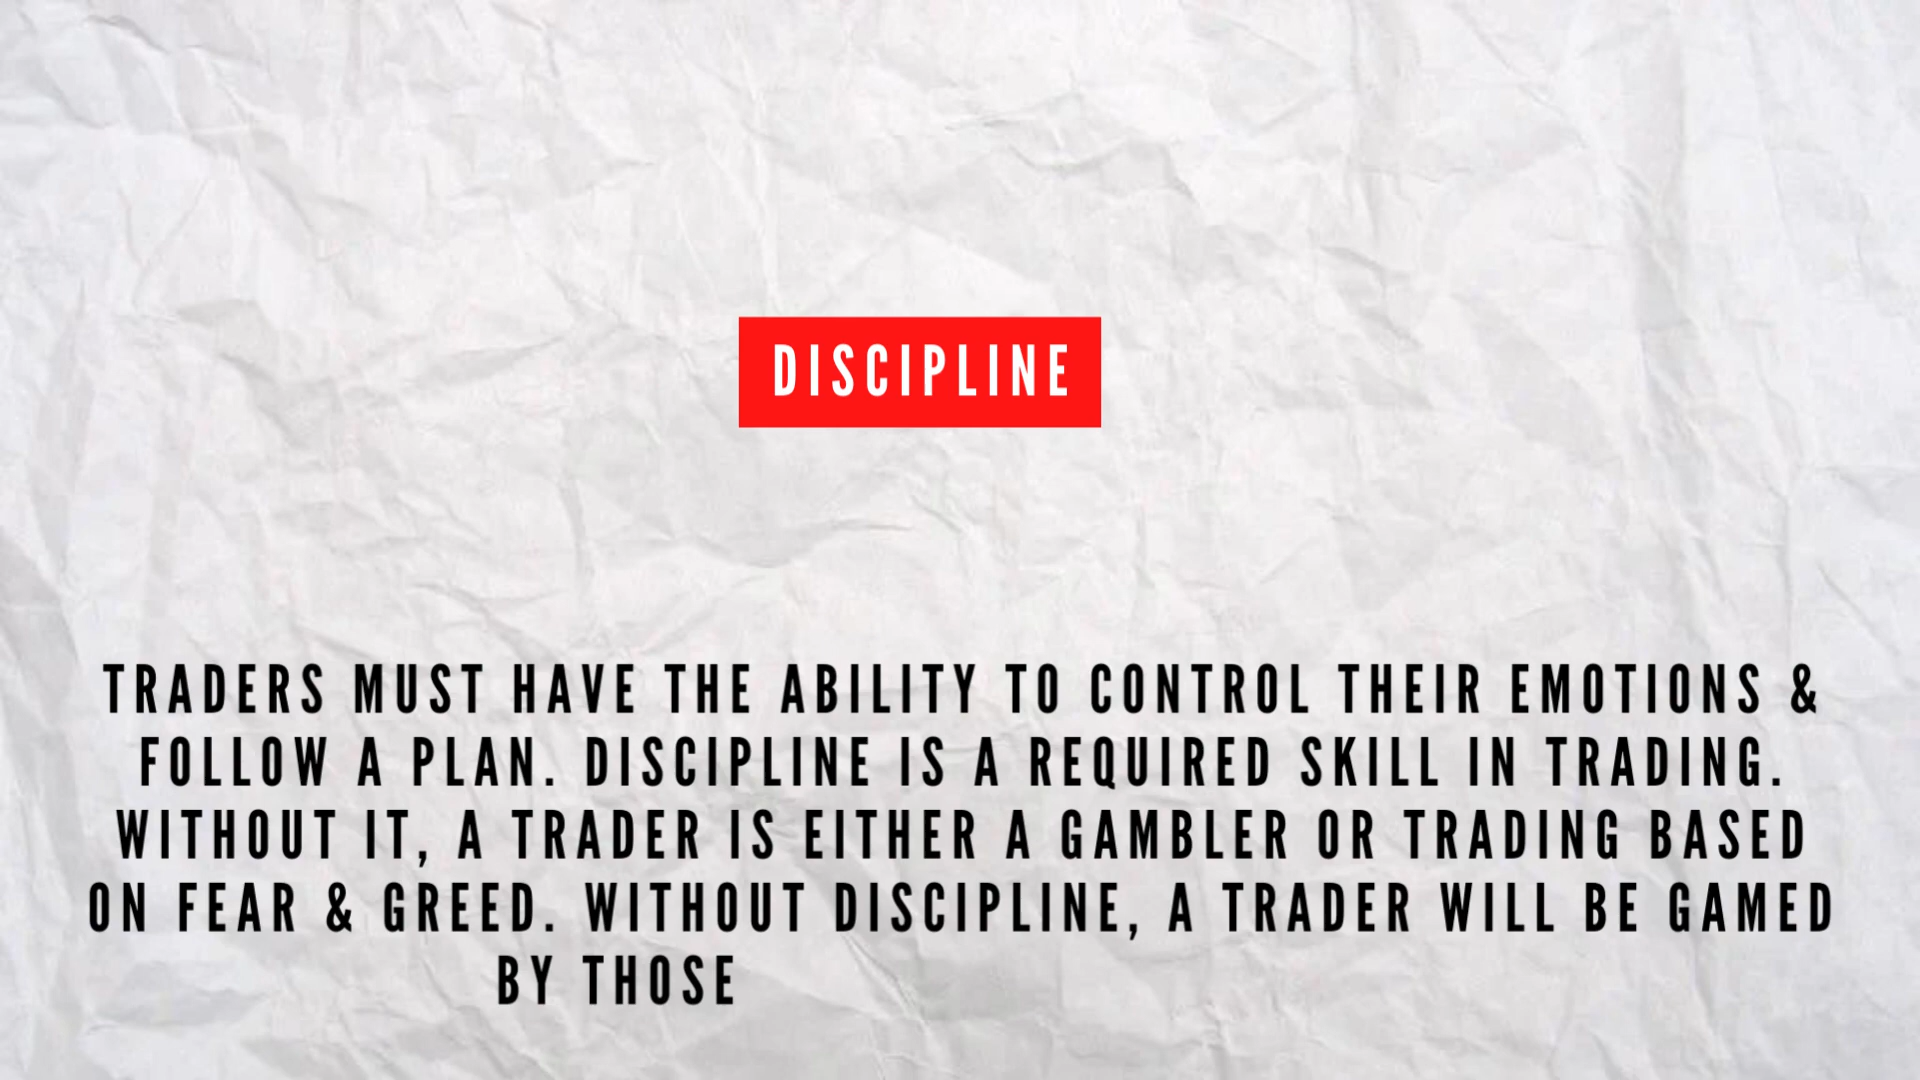 DISCIPLINE
TRADERS MUST HAVE THE ABILITY TO CONTROL THEIR EMOTIONS &
FOLLOW A PLAN. DISCIPLINE IS A REQUIRED SKILL IN TRADING.
WITHOUT IT, A TRADER IS EITHER A GAMBLER OR TRADING BASED
ON FEAR & GREED. WITHOUT DISCIPLINE, A TRADER WILL BE GAMED
BY THOSE